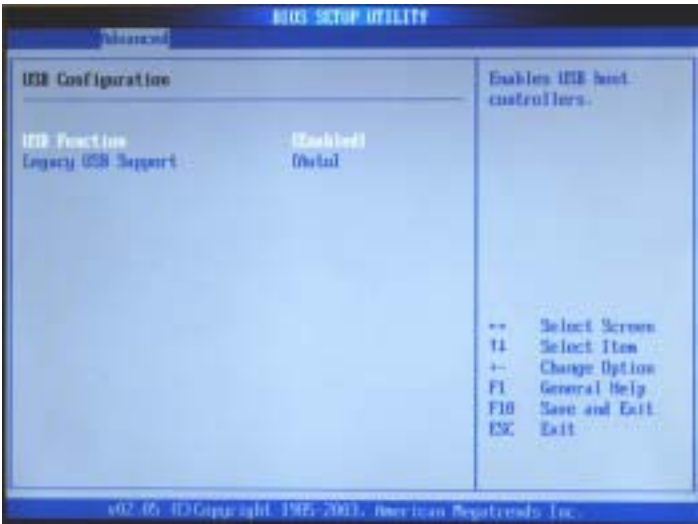 BIOS SETUP UTILITY
Advanced
USB Configuration
Enables USB host
controllers.
USB Function [Enabled]
Legacy USB Support [Auto]
↔ Select Screen
↑↓ Select Item
+- Change Option
F1 General Help
F10 Save and Exit
ESC Exit
v02.05 (C)Copyright 1985-2003, American Megatrends Inc.